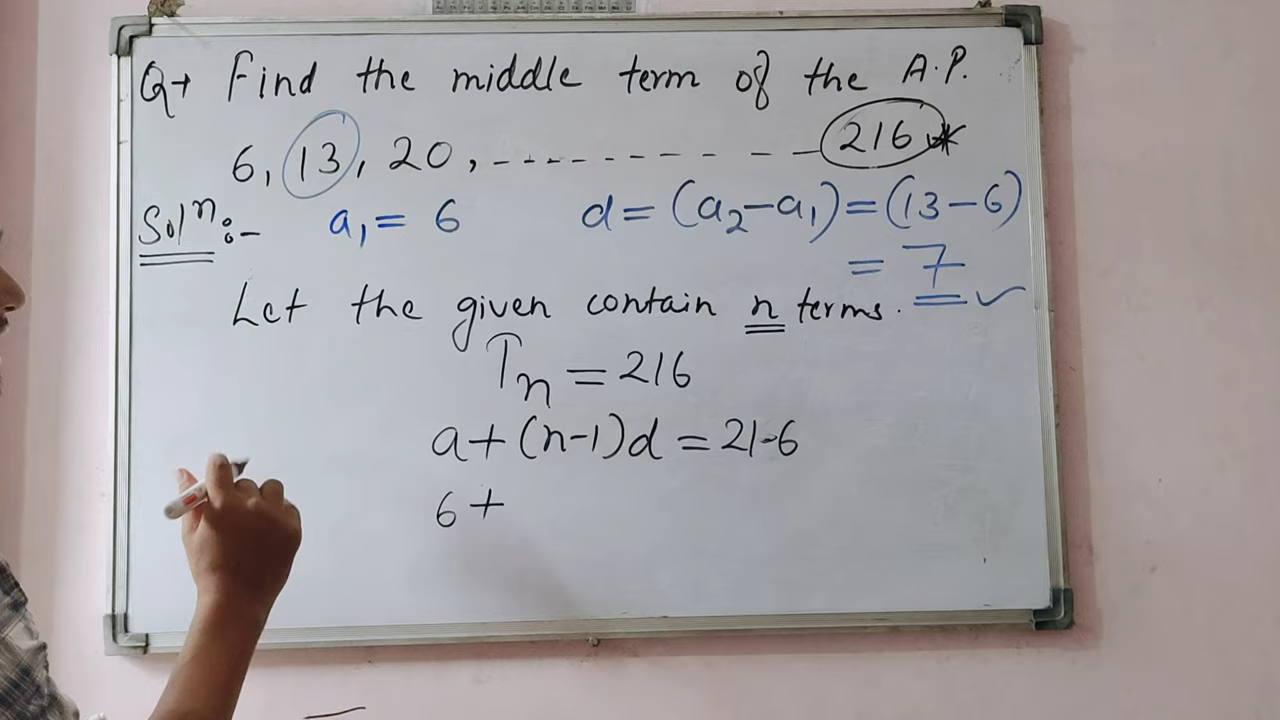 Q→ Find the middle term of the A.P.
6, 13, 20, ---------- 216*
Solⁿ:- a₁ = 6 d = (a₂-a₁) = (13-6)
= 7 ✓
Let the given contain n terms.
Tₙ = 216
a+(n-1)d = 216
6+